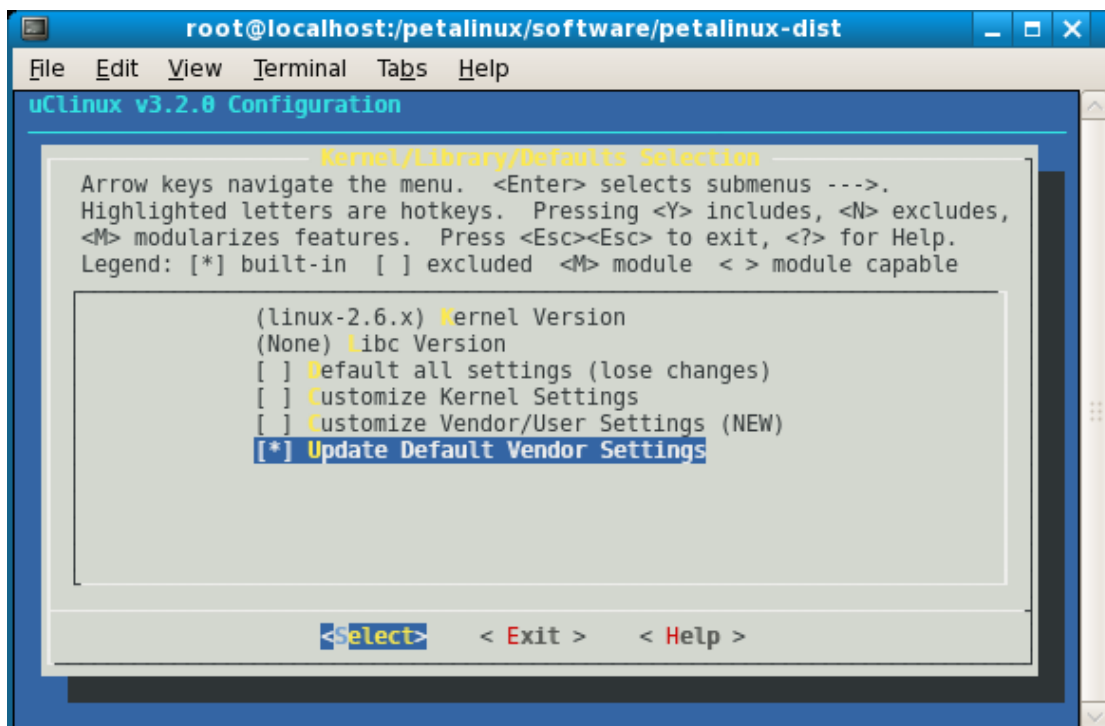 root@localhost:/petalinux/software/petalinux-dist
File Edit View Terminal Tabs Help
uClinux v3.2.0 Configuration
Kernel/Library/Defaults Selection
Arrow keys navigate the menu. <Enter> selects submenus --->.
Highlighted letters are hotkeys. Pressing <Y> includes, <N> excludes,
<M> modularizes features. Press <Esc><Esc> to exit, <?> for Help.
Legend: [*] built-in [ ] excluded <M> module < > module capable
(linux-2.6.x) Kernel Version
(None) Libc Version
[ ] Default all settings (lose changes)
[ ] Customize Kernel Settings
[ ] Customize Vendor/User Settings (NEW)
[*] Update Default Vendor Settings
<Select> < Exit > < Help >